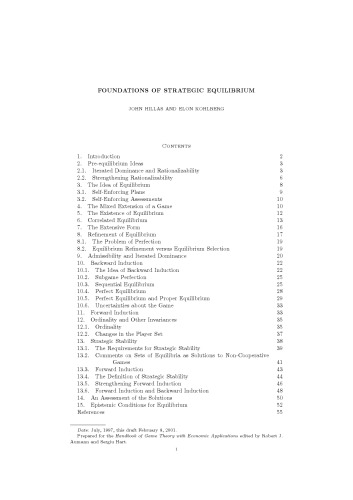 FOUNDATIONS OF STRATEGIC EQUILIBRIUM
JOHN HILLAS AND ELON KOHLBERG
Contents
1. Introduction 2
2. Pre-equilibrium Ideas 3
2.1. Iterated Dominance and Rationalizability 3
2.2. Strengthening Rationalizability 6
3. The Idea of Equilibrium 8
3.1. Self-Enforcing Plans 9
3.2. Self-Enforcing Assessments 10
4. The Mixed Extension of a Game 10
5. The Existence of Equilibrium 12
6. Correlated Equilibrium 13
7. The Extensive Form 16
8. Refinement of Equilibrium 17
8.1. The Problem of Perfection 19
8.2. Equilibrium Refinement versus Equilibrium Selection 19
9. Admissibility and Iterated Dominance 20
10. Backward Induction 22
10.1. The Idea of Backward Induction 22
10.2. Subgame Perfection 25
10.3. Sequential Equilibrium 25
10.4. Perfect Equilibrium 28
10.5. Perfect Equilibrium and Proper Equilibrium 29
10.6. Uncertainties about the Game 33
11. Forward Induction 33
12. Ordinality and Other Invariances 35
12.1. Ordinality 35
12.2. Changes in the Player Set 37
13. Strategic Stability 38
13.1. The Requirements for Strategic Stability 39
13.2. Comments on Sets of Equilibria as Solutions to Non-Cooperative
Games 41
13.3. Forward Induction 43
13.4. The Definition of Strategic Stability 44
13.5. Strengthening Forward Induction 46
13.6. Forward Induction and Backward Induction 48
14. An Assessment of the Solutions 50
15. Epistemic Conditions for Equilibrium 52
References 55
Date: July, 1997, this draft February 8, 2001.
Prepared for the Handbook of Game Theory with Economic Applications edited by Robert J.
Aumann and Sergiu Hart.
1